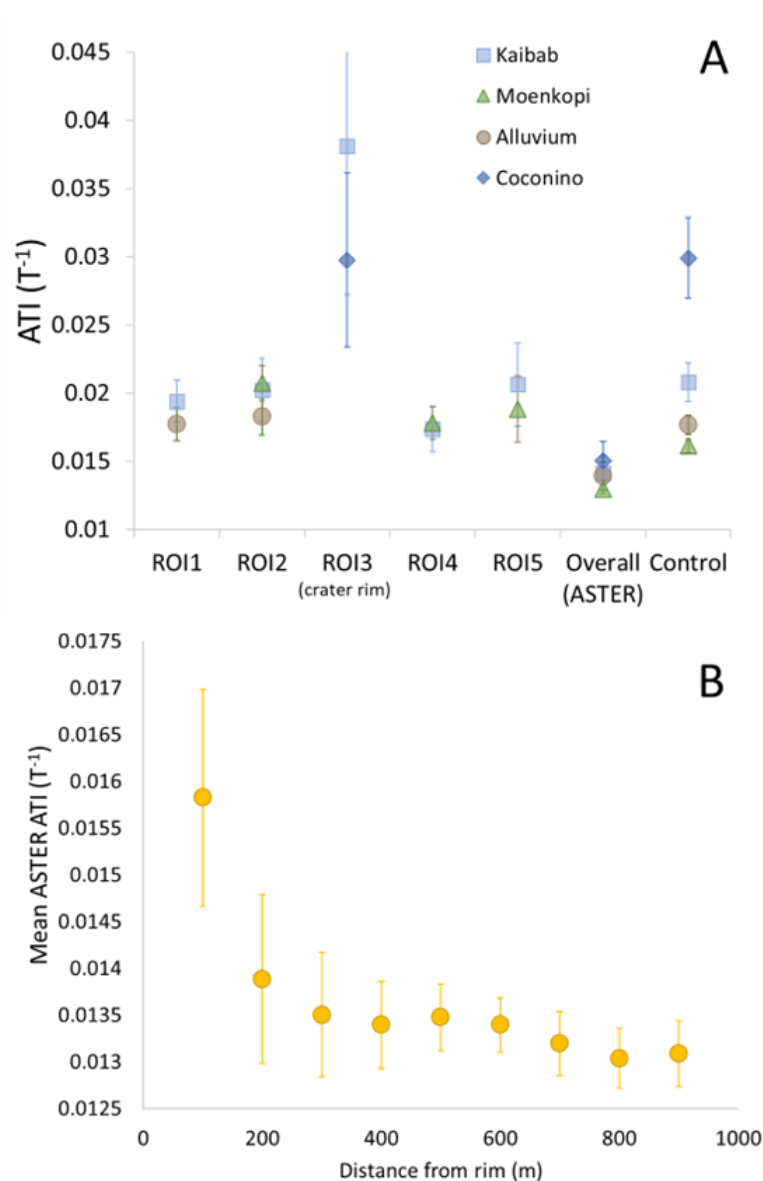 A
Kaibab
Moenkopi
Alluvium
Coconino
ATI (T⁻¹)
0.045
0.04
0.035
0.03
0.025
0.02
0.015
0.01
ROI1 ROI2 ROI3 ROI4 ROI5 Overall Control
(crater rim) (ASTER)
B
Mean ASTER ATI (T⁻¹)
0.0175
0.017
0.0165
0.016
0.0155
0.015
0.0145
0.014
0.0135
0.013
0.0125
0 200 400 600 800 1000
Distance from rim (m)